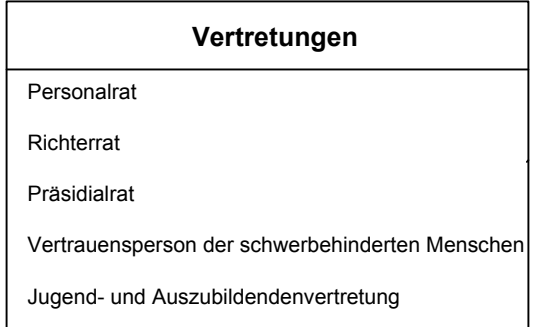 Vertretungen
Personalrat
Richterrat
Präsidialrat
Vertrauensperson der schwerbehinderten Menschen
Jugend- und Auszubildendenvertretung